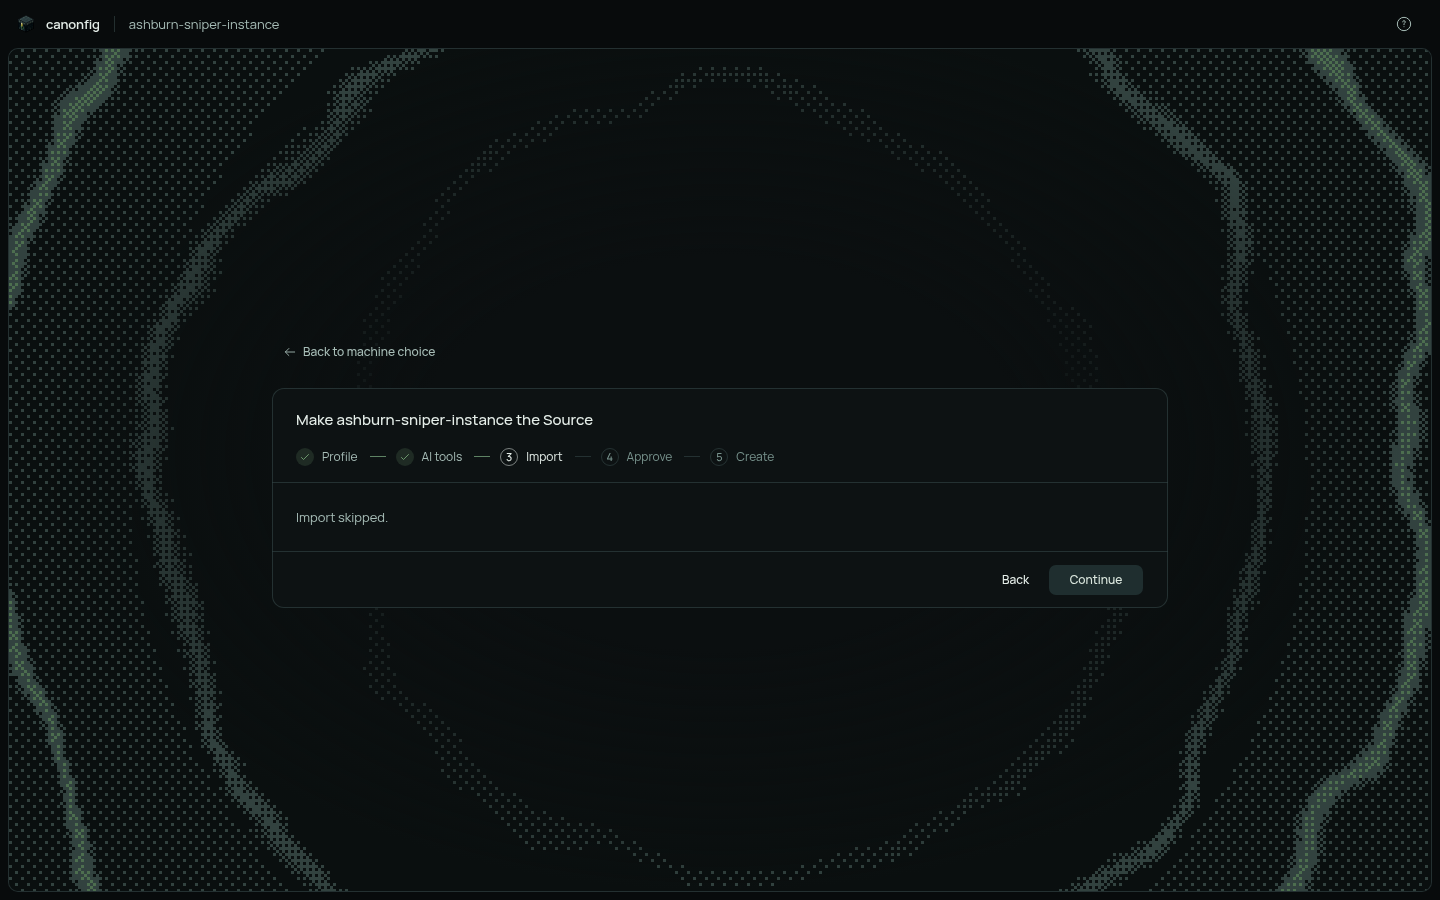 canonfig
ashburn-sniper-instance
?
Back to machine choice
Make ashburn-sniper-instance the Source
Profile
AI tools
3 Import
4 Approve
5 Create
Import skipped.
Back
Continue